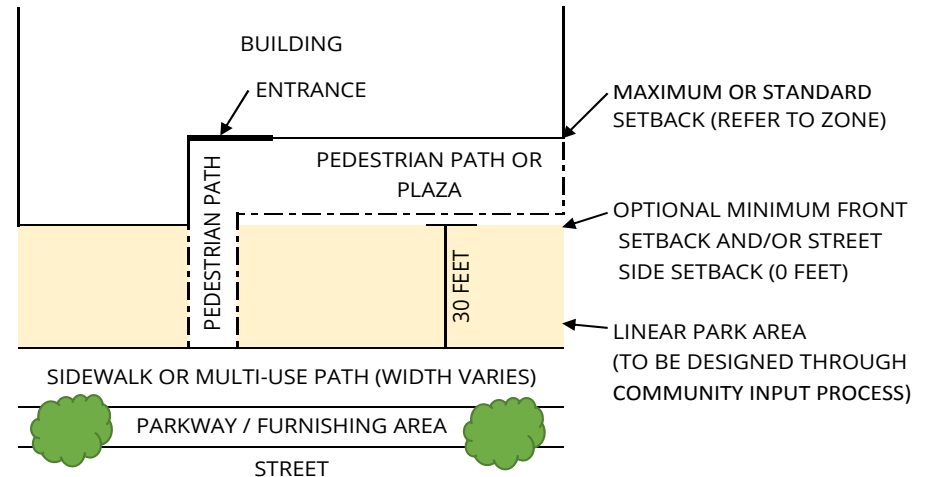 BUILDING
ENTRANCE
MAXIMUM OR STANDARD
SETBACK (REFER TO ZONE)
PEDESTRIAN PATH OR
PLAZA
PEDESTRIAN PATH
OPTIONAL MINIMUM FRONT
SETBACK AND/OR STREET
SIDE SETBACK (0 FEET)
30 FEET
LINEAR PARK AREA
(TO BE DESIGNED THROUGH
COMMUNITY INPUT PROCESS)
SIDEWALK OR MULTI-USE PATH (WIDTH VARIES)
PARKWAY / FURNISHING AREA
STREET